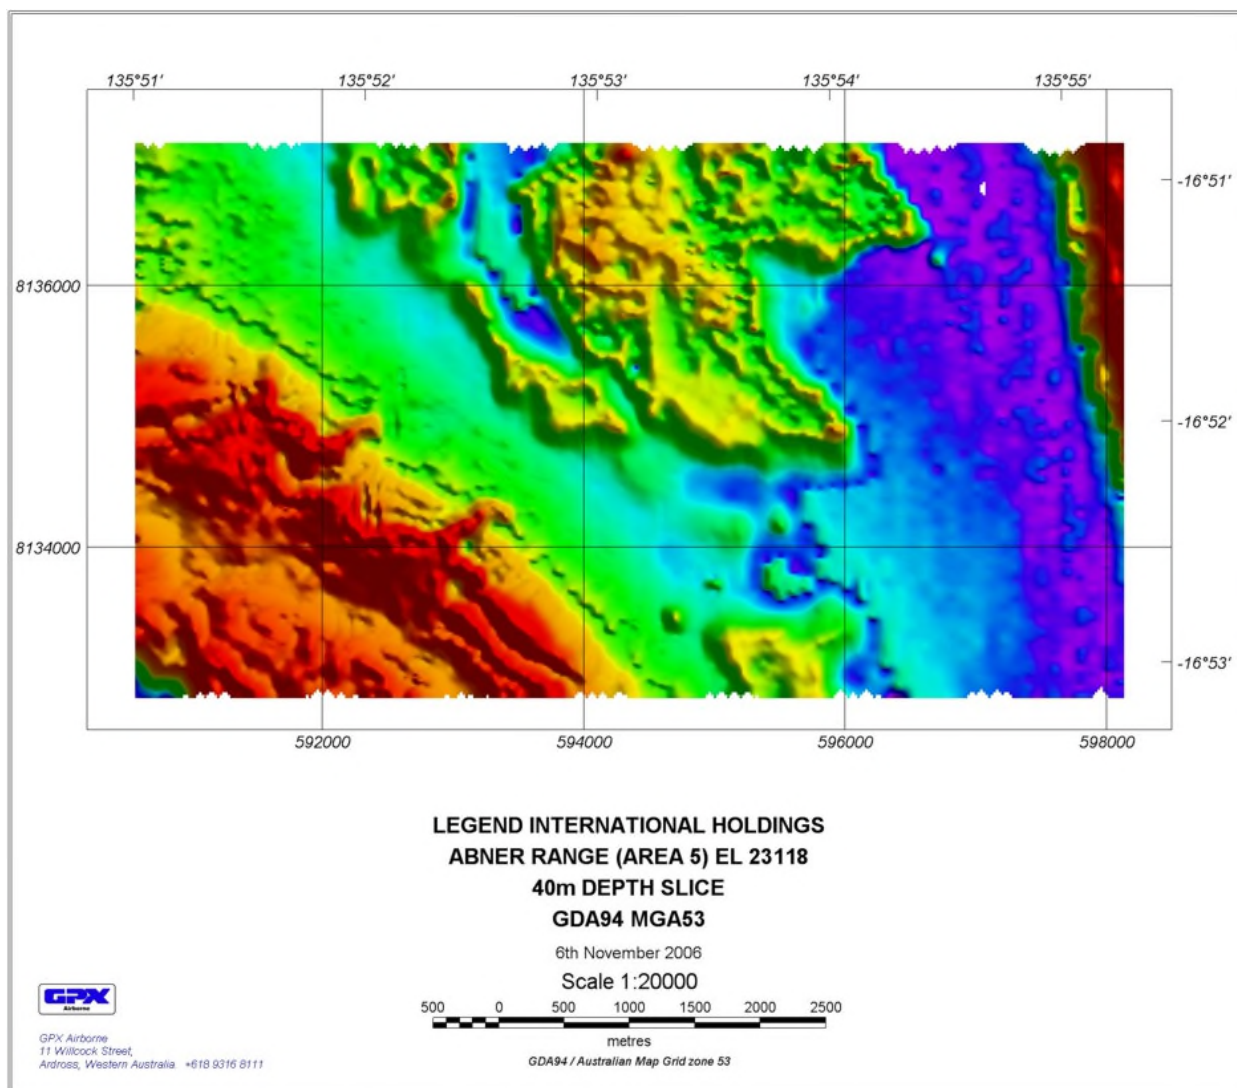 135°51' 135°52' 135°53' 135°54' 135°55'
-16°51'
8136000
-16°52'
8134000
-16°53'
592000 594000 596000 598000
LEGEND INTERNATIONAL HOLDINGS
ABNER RANGE (AREA 5) EL 23118
40m DEPTH SLICE
GDA94 MGA53
6th November 2006
Scale 1:20000
500 0 500 1000 1500 2000 2500
metres
GDA94 / Australian Map Grid zone 53
GPX
Airborne
GPX Airborne
11 Willcock Street,
Ardross, Western Australia. +618 9316 8111